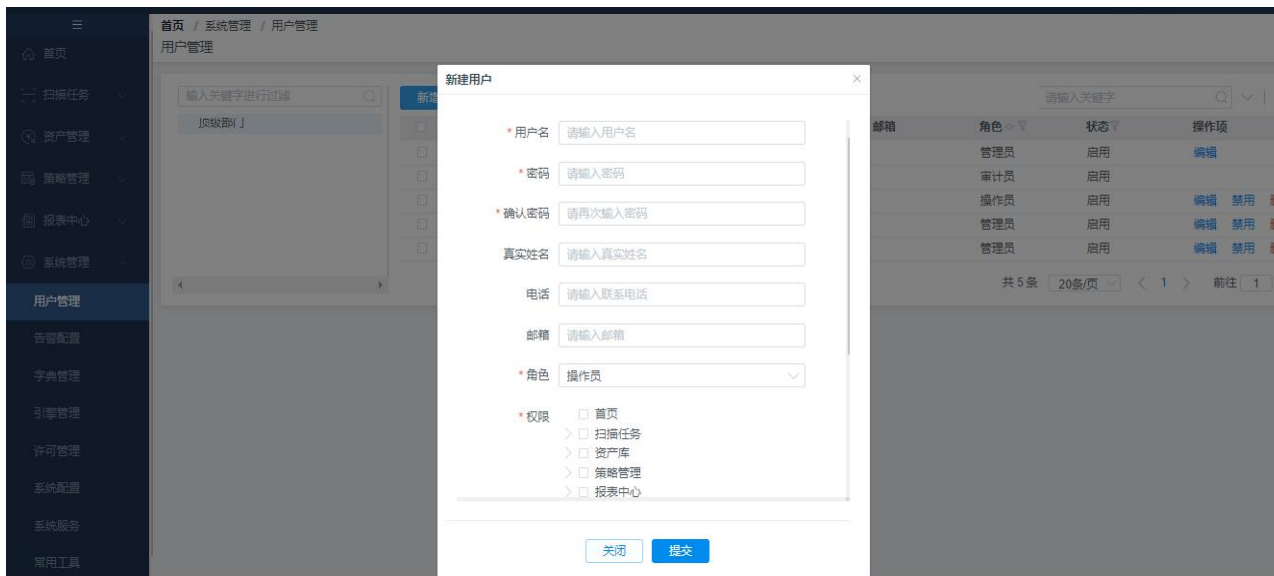 首页 / 系统管理 / 用户管理
用户管理
首页
扫描任务
资产管理
策略管理
报表中心
系统管理
用户管理
告警配置
字典管理
引擎管理
许可管理
系统配置
系统服务
常用工具
输入关键字进行过滤
顶级部门
新增
请输入关键字
邮箱 角色 状态 操作项
管理员 启用 编辑
审计员 启用
操作员 启用 编辑 禁用
管理员 启用 编辑 禁用
管理员 启用 编辑 禁用
共 5 条 20条/页 < 1 > 前往 1
新建用户 ×
* 用户名 请输入用户名
* 密码 请输入密码
* 确认密码 请再次输入密码
真实姓名 请输入真实姓名
电话 请输入联系电话
邮箱 请输入邮箱
* 角色 操作员
* 权限 首页
扫描任务
资产库
策略管理
报表中心
关闭 提交